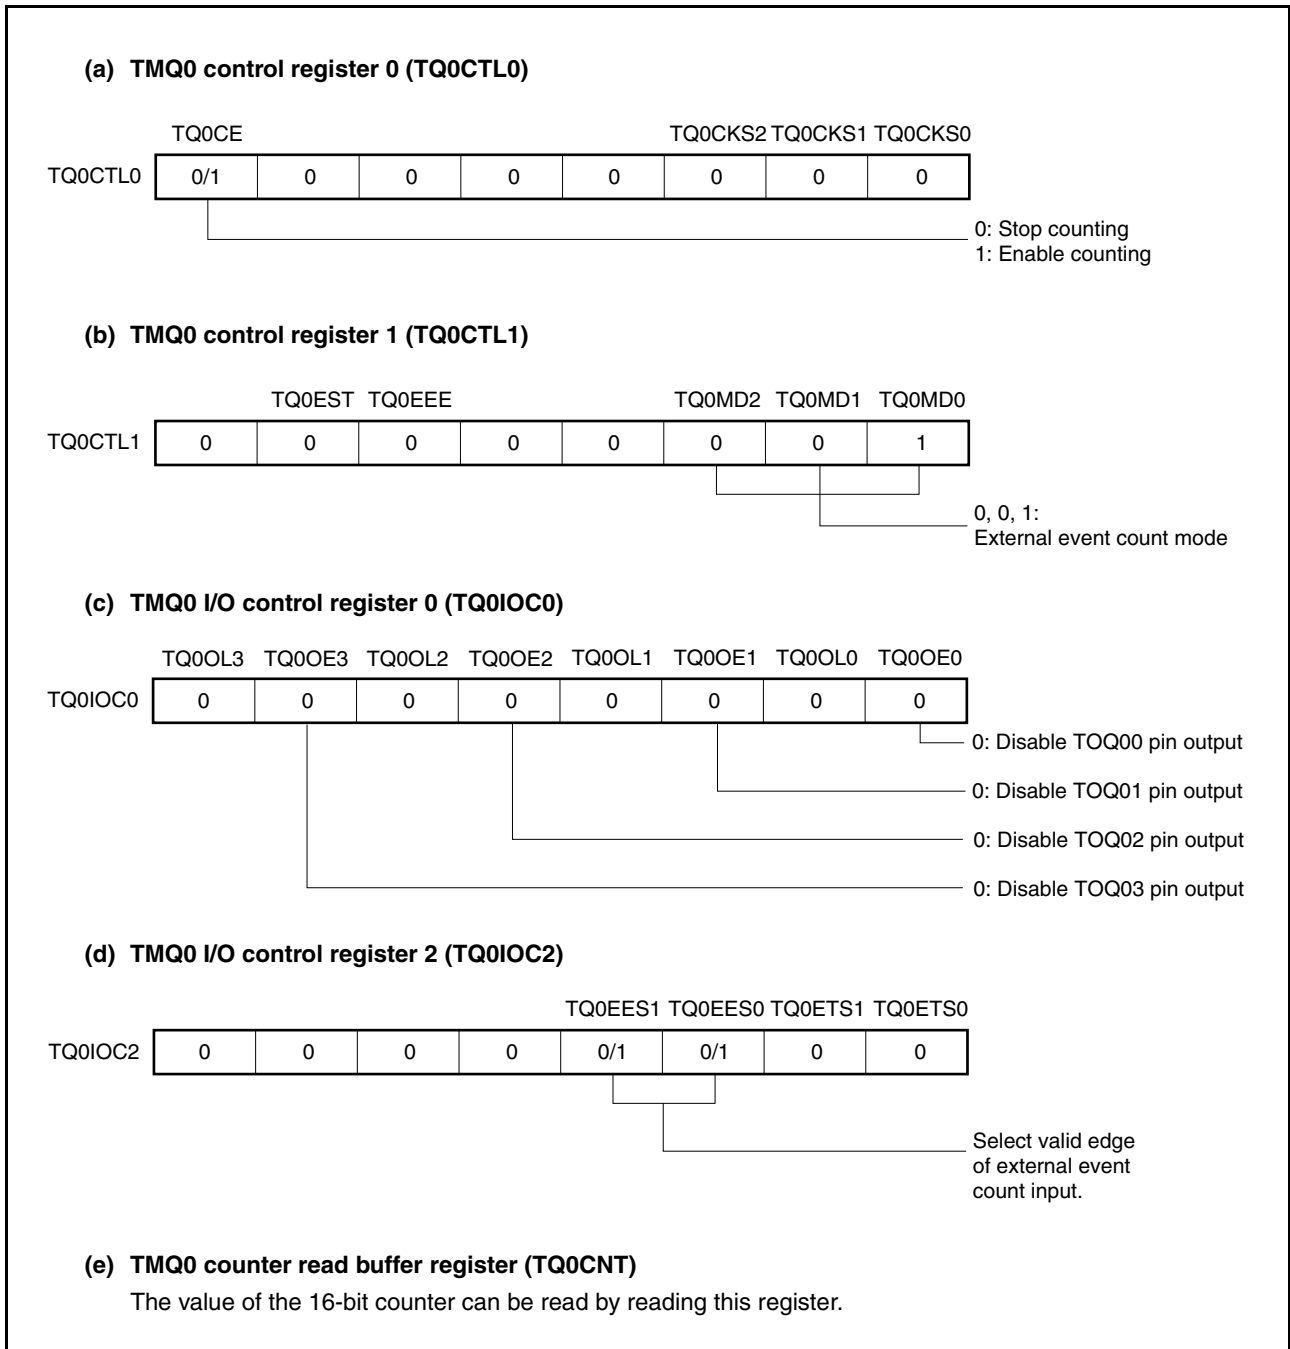 (a) TMQ0 control register 0 (TQ0CTL0)
TQ0CE TQ0CKS2 TQ0CKS1 TQ0CKS0
TQ0CTL0 0/1 0 0 0 0 0 0 0
0: Stop counting
1: Enable counting
(b) TMQ0 control register 1 (TQ0CTL1)
TQ0EST TQ0EEE TQ0MD2 TQ0MD1 TQ0MD0
TQ0CTL1 0 0 0 0 0 0 0 1
0, 0, 1:
External event count mode
(c) TMQ0 I/O control register 0 (TQ0IOC0)
TQ0OL3 TQ0OE3 TQ0OL2 TQ0OE2 TQ0OL1 TQ0OE1 TQ0OL0 TQ0OE0
TQ0IOC0 0 0 0 0 0 0 0 0
0: Disable TOQ00 pin output
0: Disable TOQ01 pin output
0: Disable TOQ02 pin output
0: Disable TOQ03 pin output
(d) TMQ0 I/O control register 2 (TQ0IOC2)
TQ0EES1 TQ0EES0 TQ0ETS1 TQ0ETS0
TQ0IOC2 0 0 0 0 0/1 0/1 0 0
Select valid edge
of external event
count input.
(e) TMQ0 counter read buffer register (TQ0CNT)
The value of the 16-bit counter can be read by reading this register.